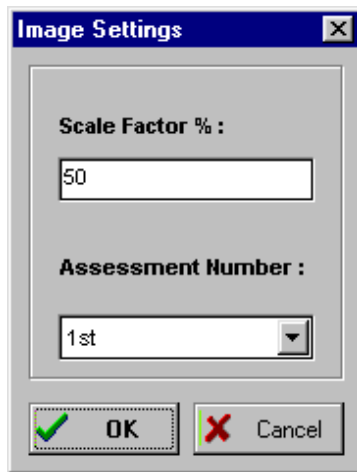 Image Settings
Scale Factor % :
50
Assessment Number :
1st
OK Cancel